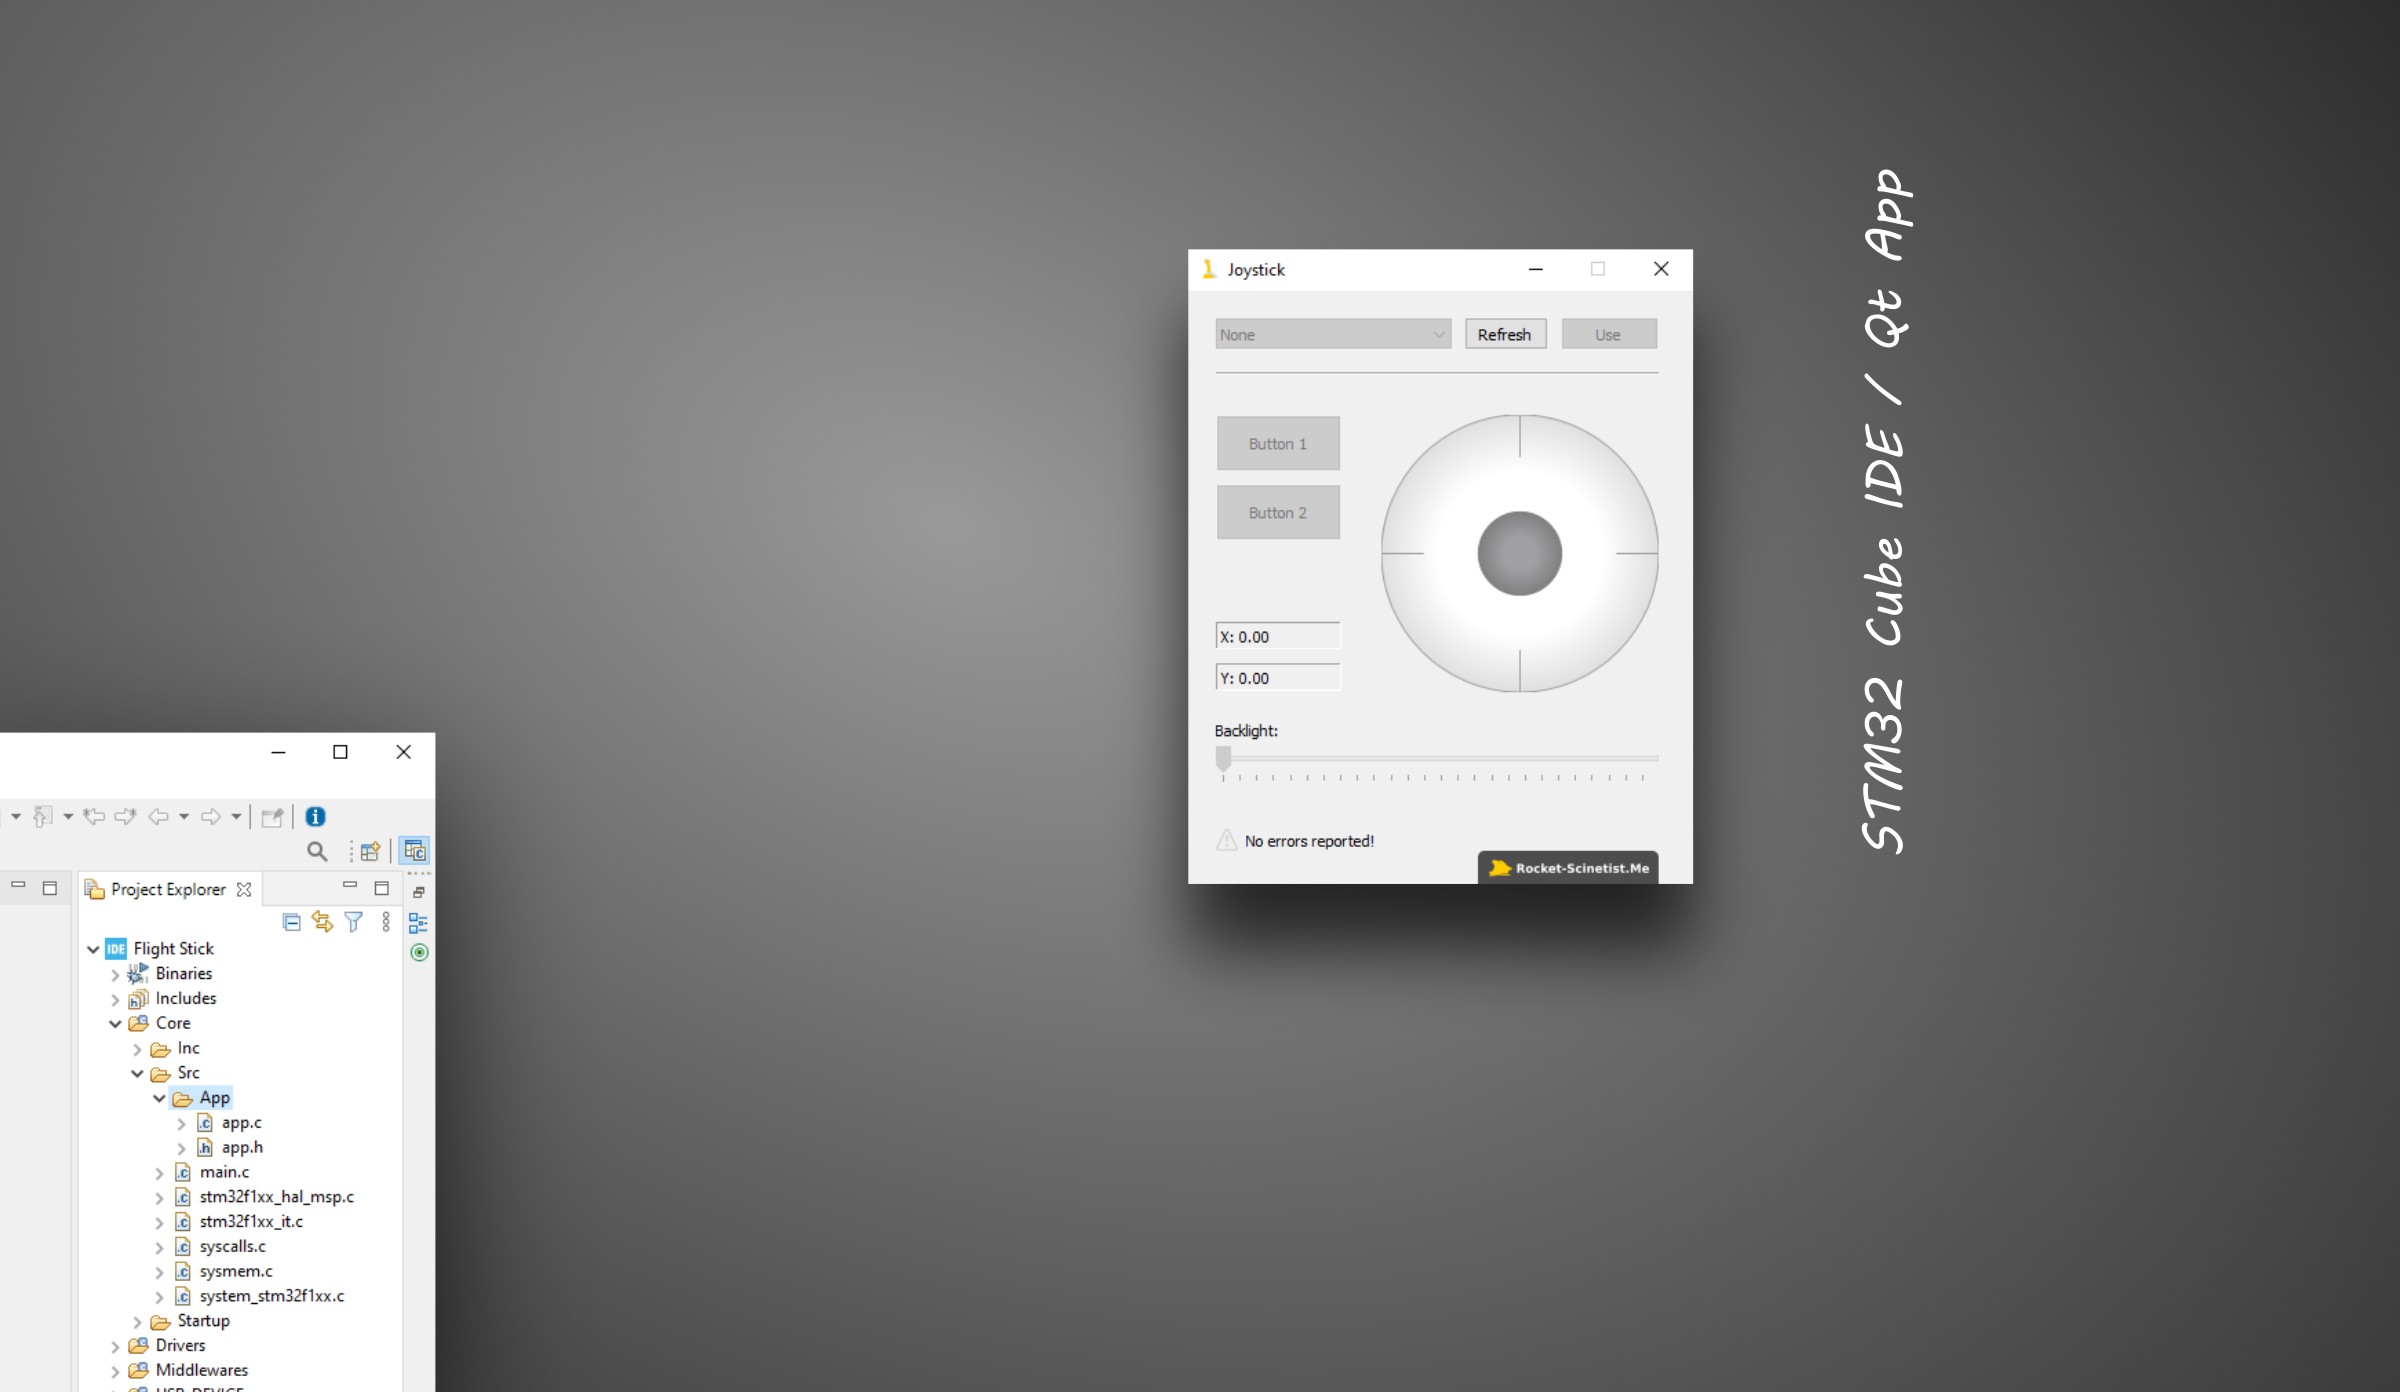 Joystick
None
Refresh
Use
Button 1
Button 2
X: 0.00
Y: 0.00
Backlight:
No errors reported!
Rocket-Scinetist.Me
STM32 Cube IDE / Qt App
Project Explorer
IDE Flight Stick
Binaries
Includes
Core
Inc
Src
App
.c app.c
.h app.h
.c main.c
.c stm32f1xx_hal_msp.c
.c stm32f1xx_it.c
.c syscalls.c
.c sysmem.c
.c system_stm32f1xx.c
Startup
Drivers
Middlewares